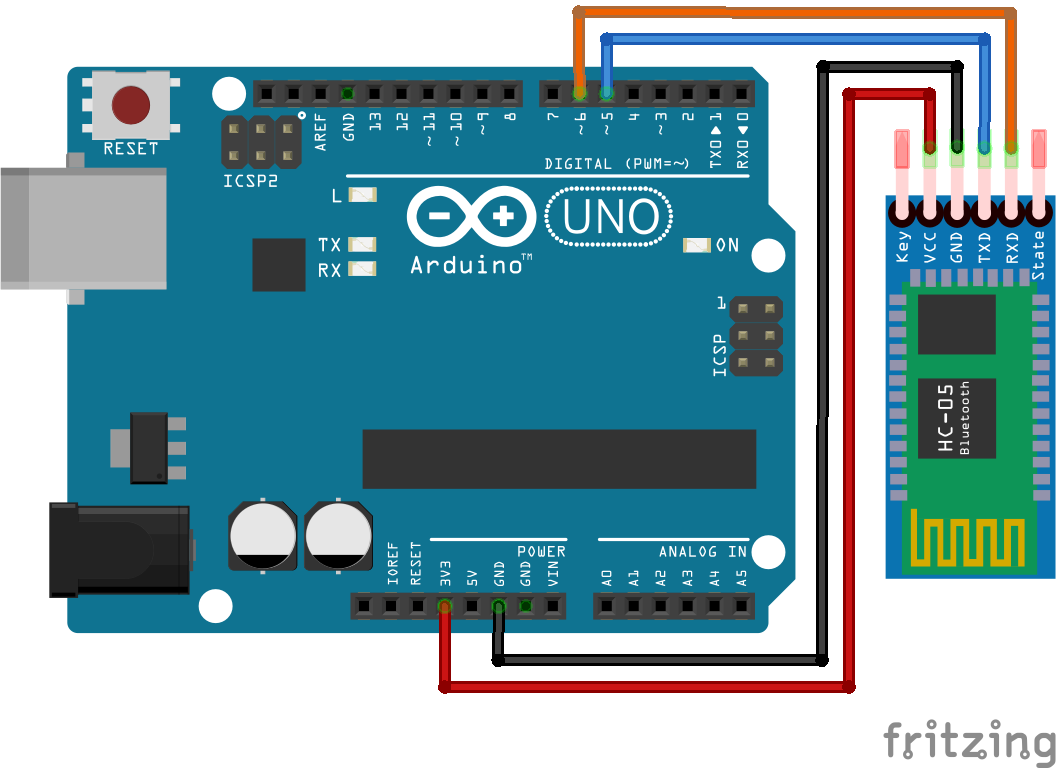 RESET
ICSP2
AREF
GND
13
12
~11
~10
~9
8
7
~6
~5
4
~3
2
TX0▶1
RX0◀0
DIGITAL (PWM=~)
L
TX
RX
Arduino™
UNO
ON
1
ICSP
Key
VCC
GND
TXD
RXD
State
HC-05
Bluetooth
POWER
ANALOG IN
IOREF
RESET
3V3
5V
GND
GND
VIN
A0
A1
A2
A3
A4
A5
fritzing